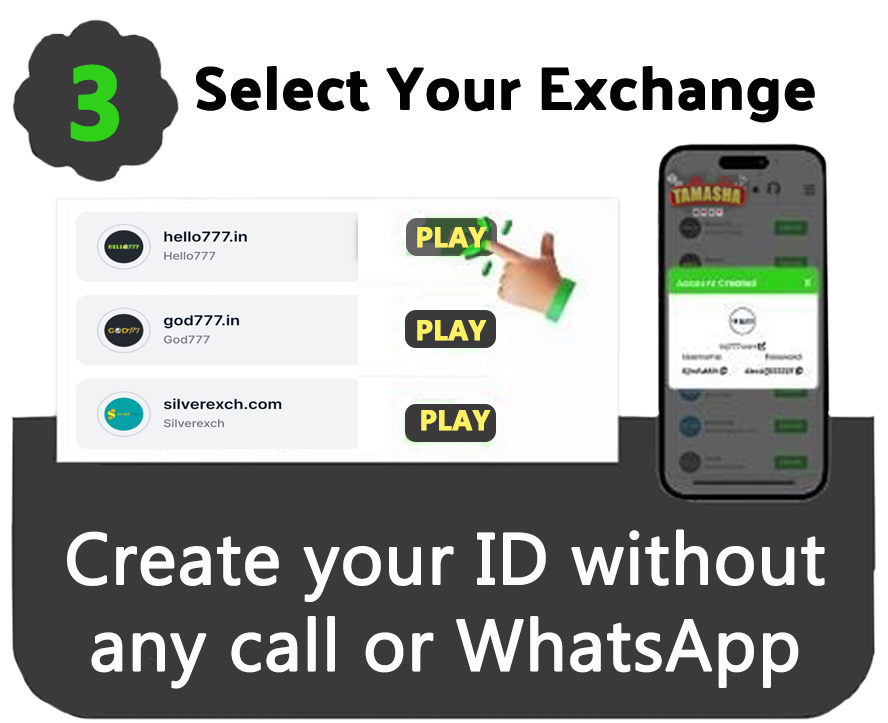 3
Select Your Exchange
HELLO777
hello777.in
Hello777
PLAY
GOD777
god777.in
God777
PLAY
silverexch.com
Silverexch
PLAY
TAMASHA
Account Created
X
Username
Password
Create your ID without
any call or WhatsApp